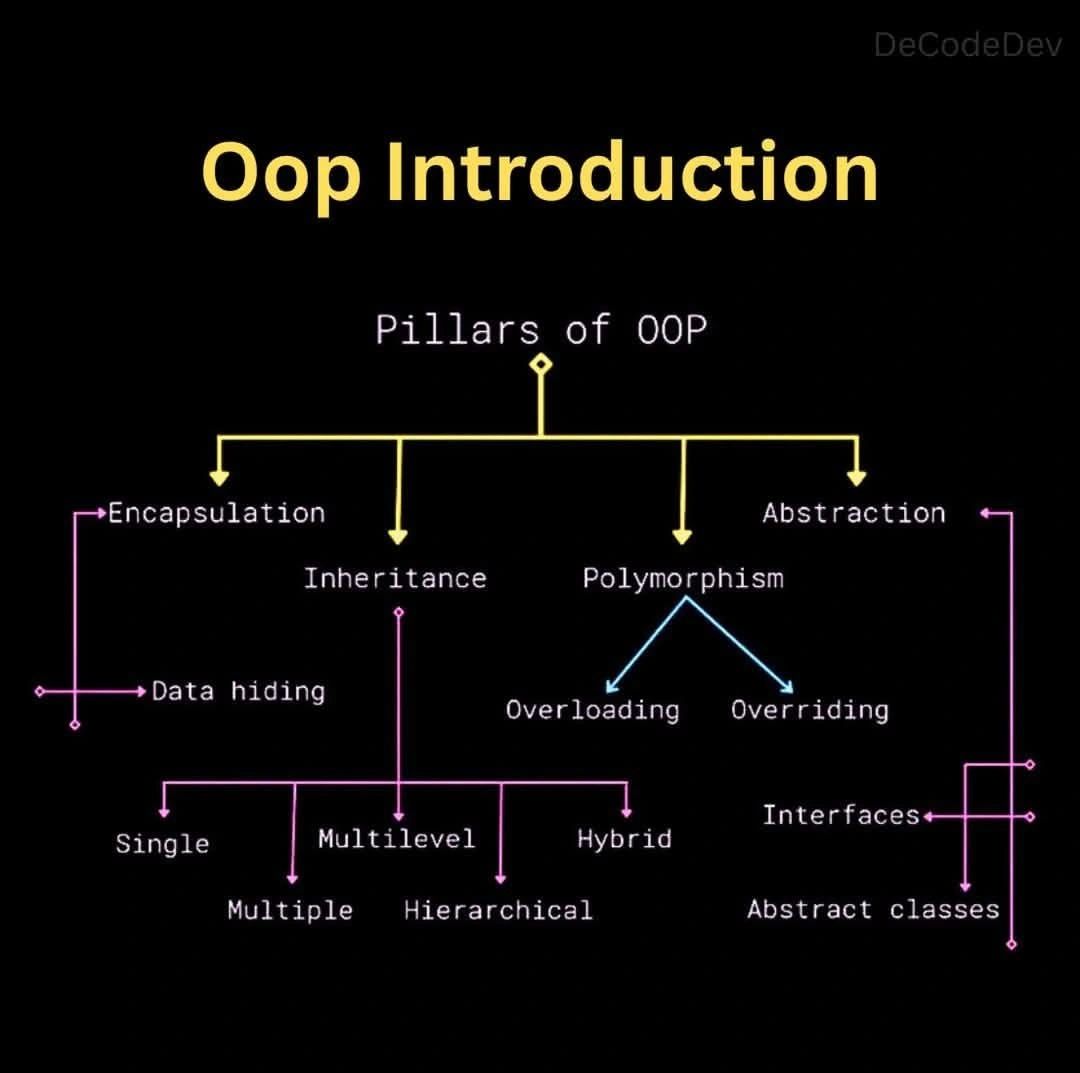 DeCodeDev
Oop Introduction
Pillars of OOP
Encapsulation
Abstraction
Inheritance
Polymorphism
Data hiding
Overloading
Overriding
Interfaces
Single
Multilevel
Hybrid
Multiple
Hierarchical
Abstract classes